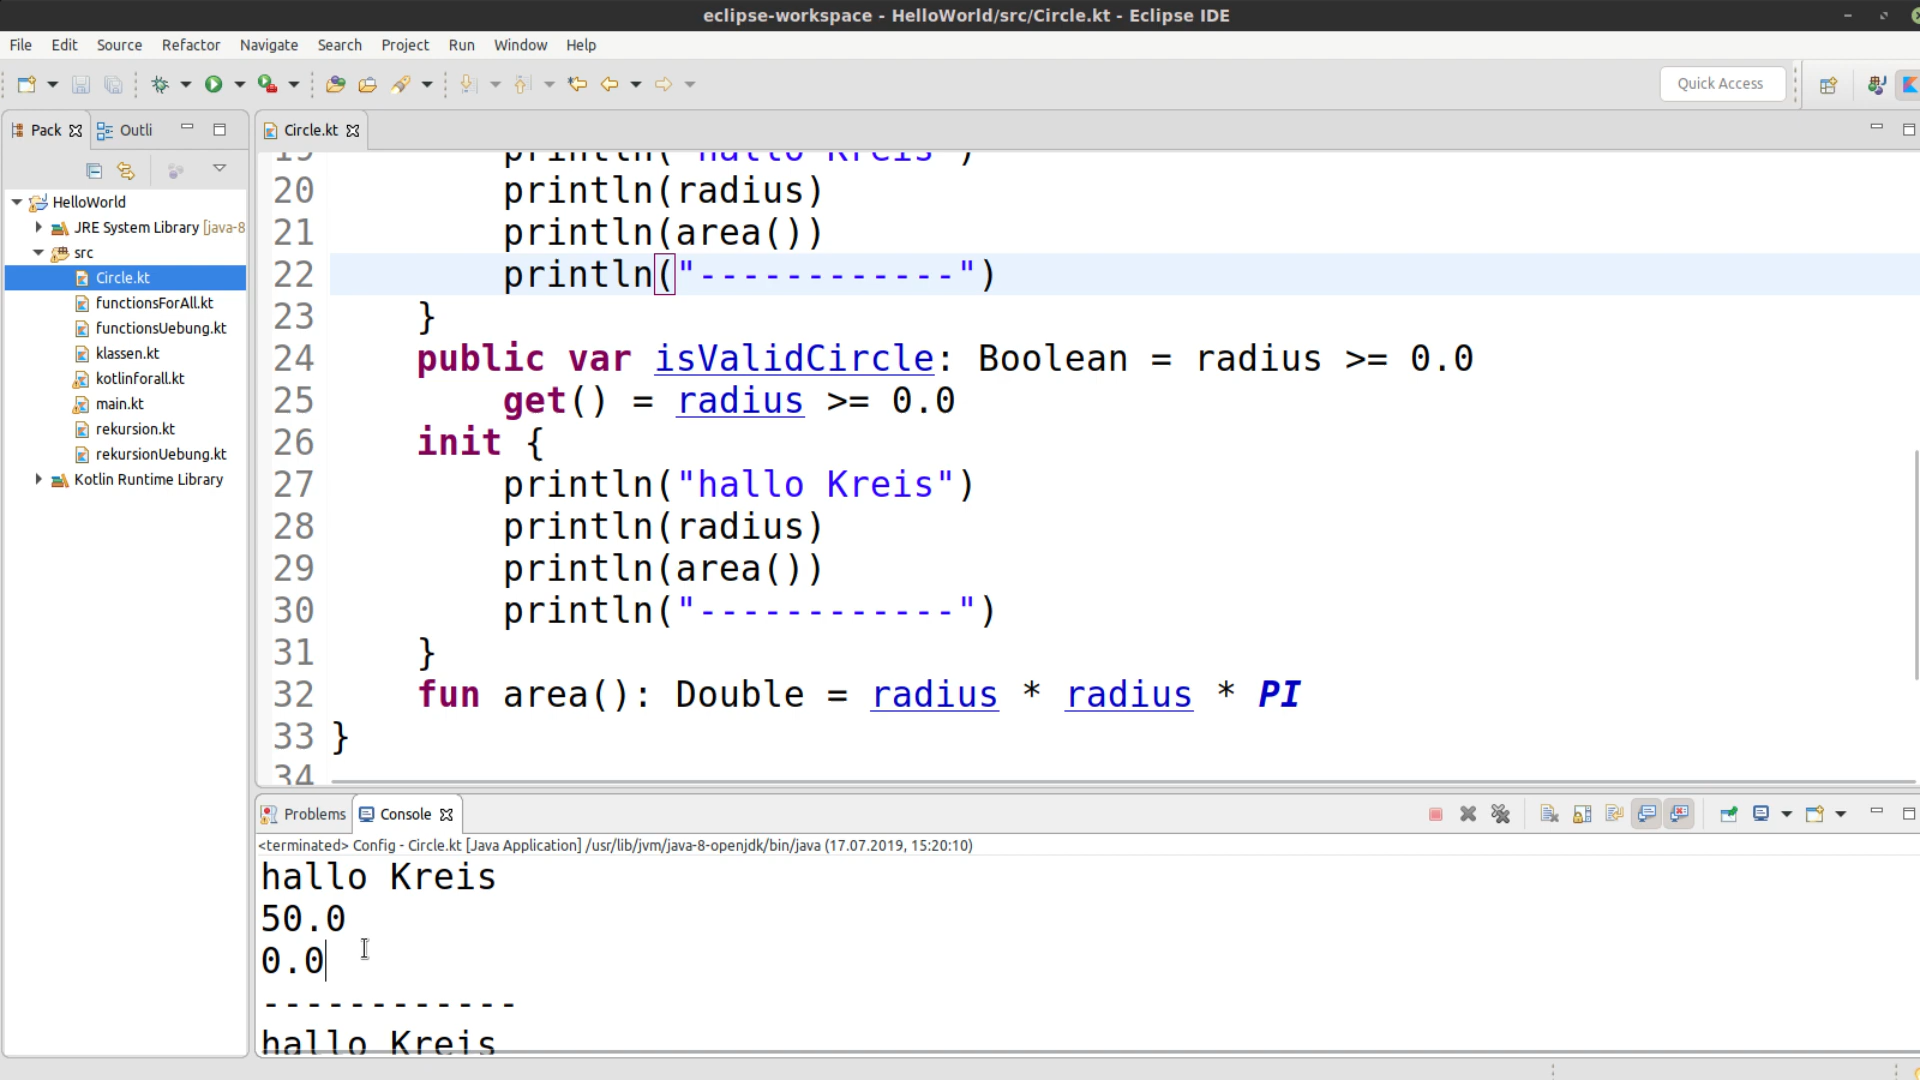 eclipse-workspace - HelloWorld/src/Circle.kt - Eclipse IDE
File Edit Source Refactor Navigate Search Project Run Window Help
Quick Access
Pack Outli
Circle.kt
HelloWorld
JRE System Library [java-8
src
Circle.kt
functionsForAll.kt
functionsUebung.kt
klassen.kt
kotlinforall.kt
main.kt
rekursion.kt
rekursionUebung.kt
Kotlin Runtime Library
19 println("hallo Kreis")
20 println(radius)
21 println(area())
22 println("------------")
23 }
24 public var isValidCircle: Boolean = radius >= 0.0
25 get() = radius >= 0.0
26 init {
27 println("hallo Kreis")
28 println(radius)
29 println(area())
30 println("------------")
31 }
32 fun area(): Double = radius * radius * PI
33 }
34
Problems Console
<terminated> Config - Circle.kt [Java Application] /usr/lib/jvm/java-8-openjdk/bin/java (17.07.2019, 15:20:10)
hallo Kreis
50.0
0.0
------------
hallo Kreis